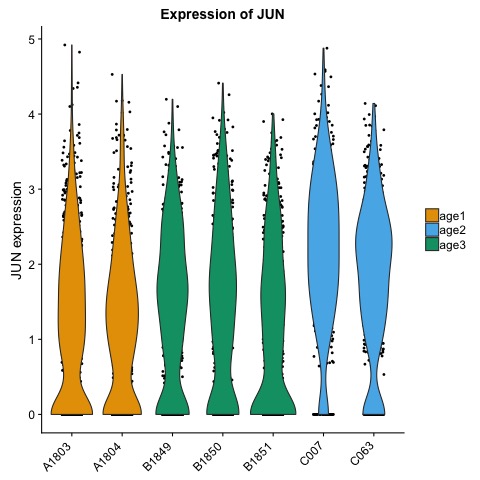 Expression of JUN
JUN expression
5
4
3
2
1
0
A1803
A1804
B1849
B1850
B1851
C007
C063
age1
age2
age3